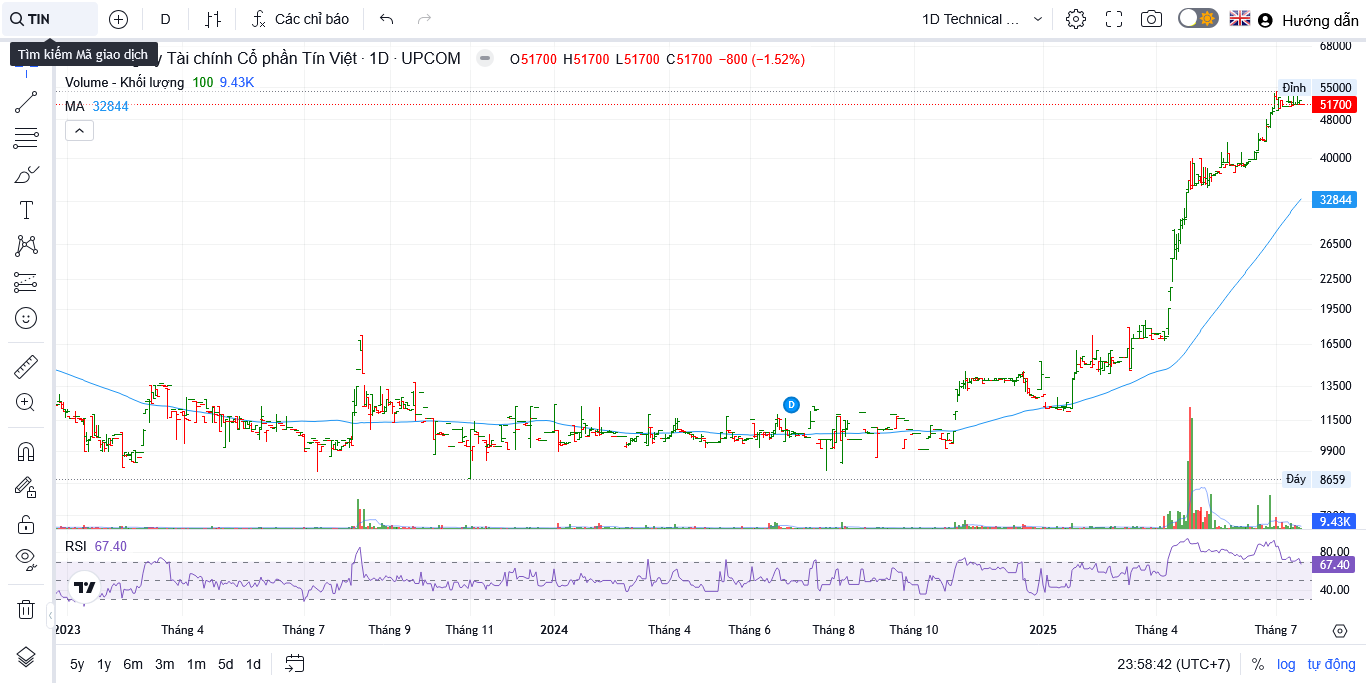 TIN D Các chỉ báo 1D Technical ... Hướng dẫn
Tìm kiếm Mã giao dịch
Tài chính Cổ phần Tín Việt · 1D · UPCOM O51700 H51700 L51700 C51700 −800 (−1.52%)
Volume - Khối lượng 100 9.43K
MA 32844
68000
Đỉnh 55000
51700
48000
40000
32844
26500
22500
19500
16500
13500
D
11500
9900
Đáy 8659
9.43K
RSI 67.40
80.00
67.40
40.00
2023 Tháng 4 Tháng 7 Tháng 9 Tháng 11 2024 Tháng 4 Tháng 6 Tháng 8 Tháng 10 2025 Tháng 4 Tháng 7
5y 1y 6m 3m 1m 5d 1d 23:58:42 (UTC+7) % log tự động